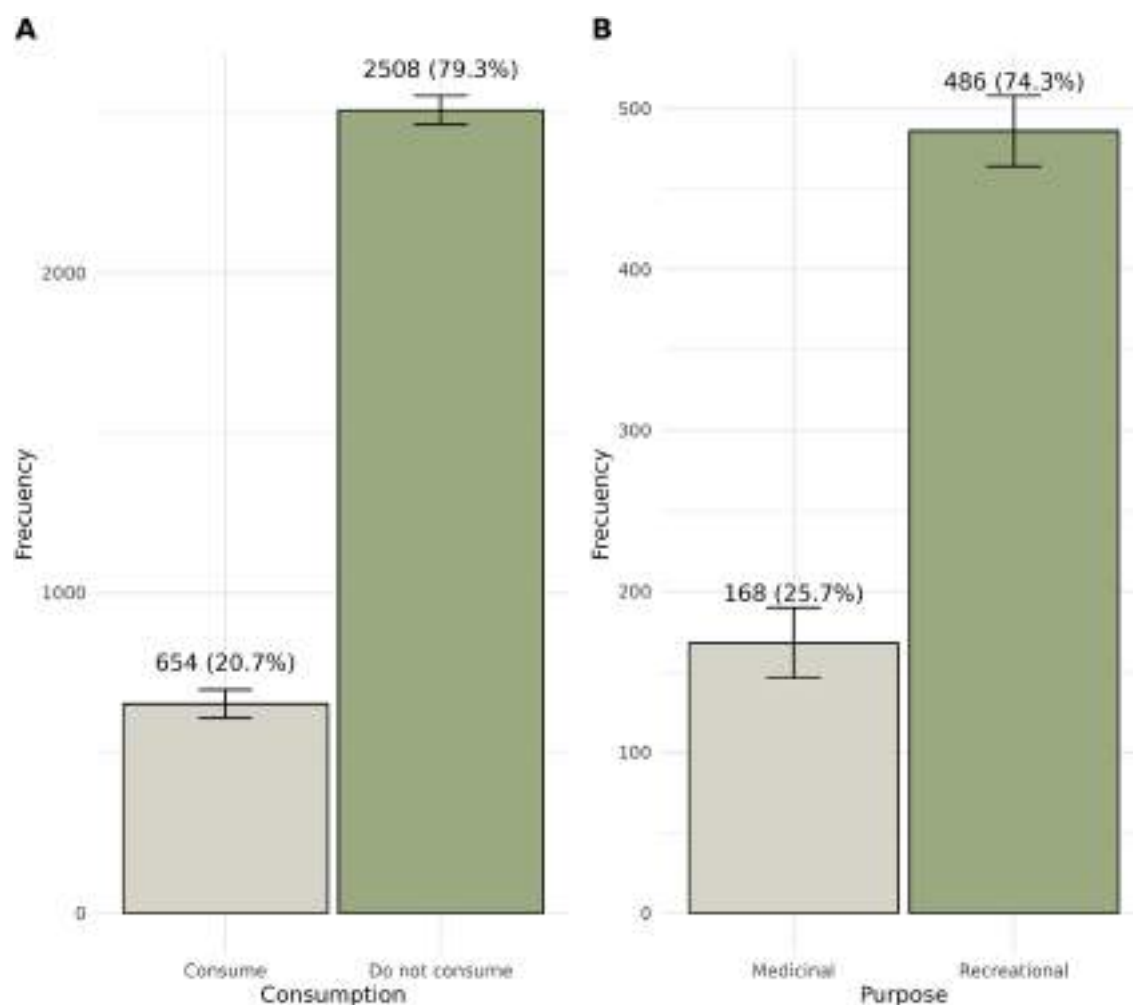 A
2508 (79.3%)
2000
Frecuency
1000
654 (20.7%)
0
Consume
Do not consume
Consumption
B
486 (74.3%)
500
400
300
Frecuency
200
168 (25.7%)
100
0
Medicinal
Recreational
Purpose